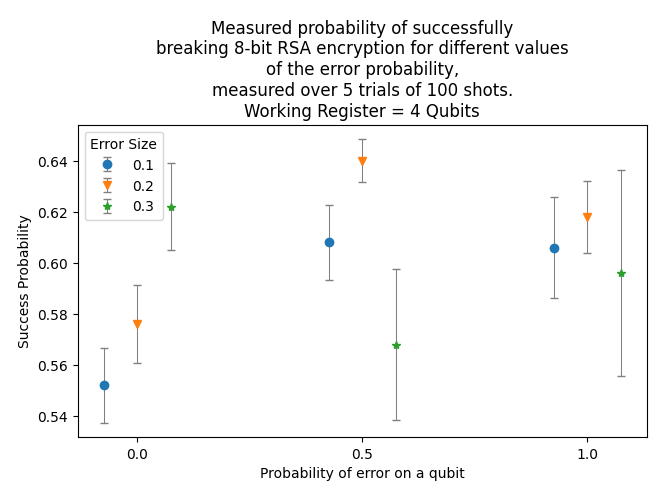 Measured probability of successfully
breaking 8-bit RSA encryption for different values
of the error probability,
measured over 5 trials of 100 shots.
Working Register = 4 Qubits
Error Size
0.1
0.2
0.3
Success Probability
0.64
0.62
0.60
0.58
0.56
0.54
0.0
0.5
1.0
Probability of error on a qubit